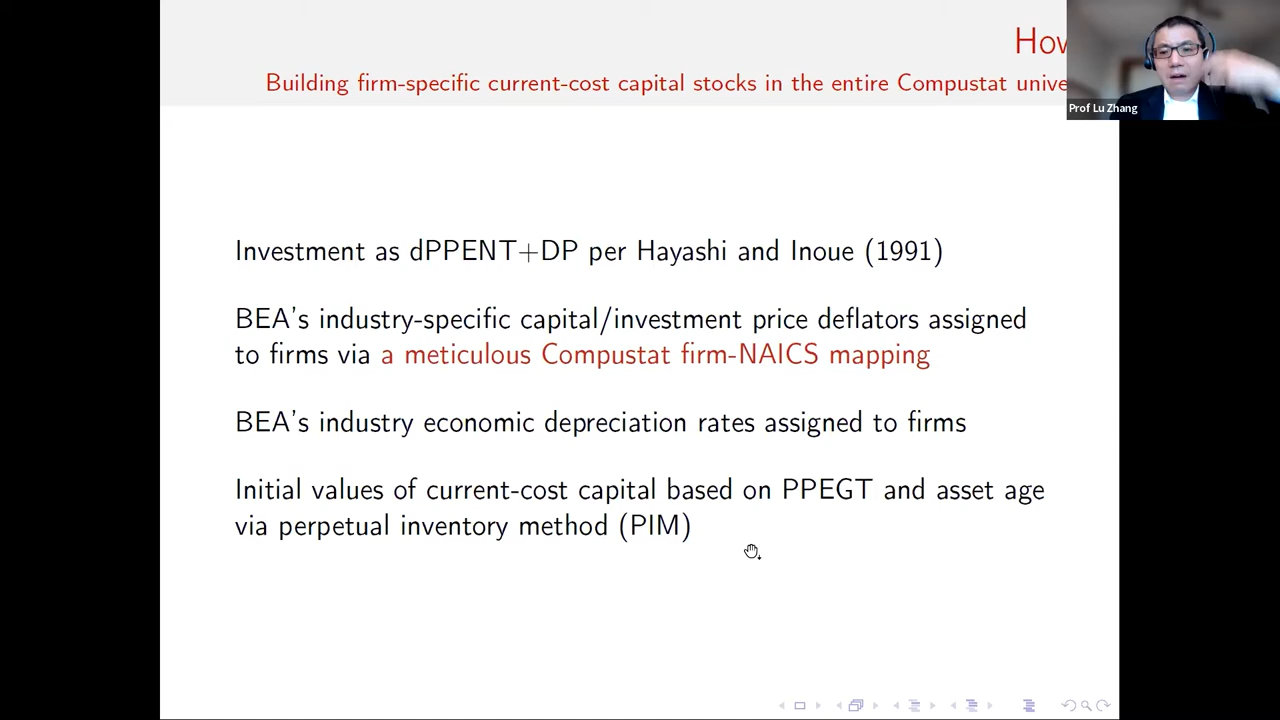 How
Building firm-specific current-cost capital stocks in the entire Compustat unive
Prof Lu Zhang
Investment as dPPENT+DP per Hayashi and Inoue (1991)
BEA's industry-specific capital/investment price deflators assigned
to firms via a meticulous Compustat firm-NAICS mapping
BEA's industry economic depreciation rates assigned to firms
Initial values of current-cost capital based on PPEGT and asset age
via perpetual inventory method (PIM)